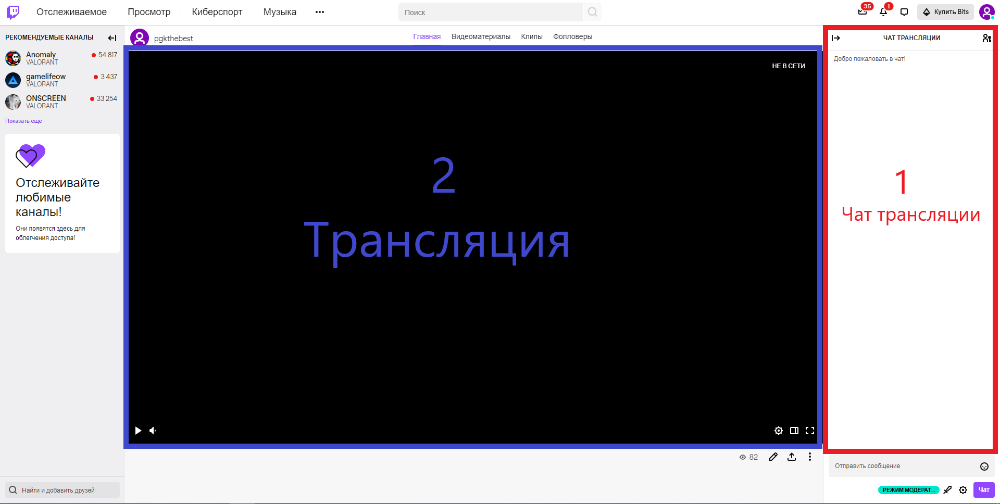 Отслеживаемое Просмотр Киберспорт Музыка Поиск 35 1 Купить Bits
РЕКОМЕНДУЕМЫЕ КАНАЛЫ
Anomaly 54 817
VALORANT
gamelifeow 3 437
VALORANT
ONSCREEN 33 254
VALORANT
Показать еще
Отслеживайте
любимые
каналы!
Они появятся здесь для
облегчения доступа!
Найти и добавить друзей
pgkthebest Главная Видеоматериалы Клипы Фолловеры
НЕ В СЕТИ
2
Трансляция
82
ЧАТ ТРАНСЛЯЦИИ
Добро пожаловать в чат!
1
Чат трансляции
Отправить сообщение
РЕЖИМ МОДЕРАТ... Чат